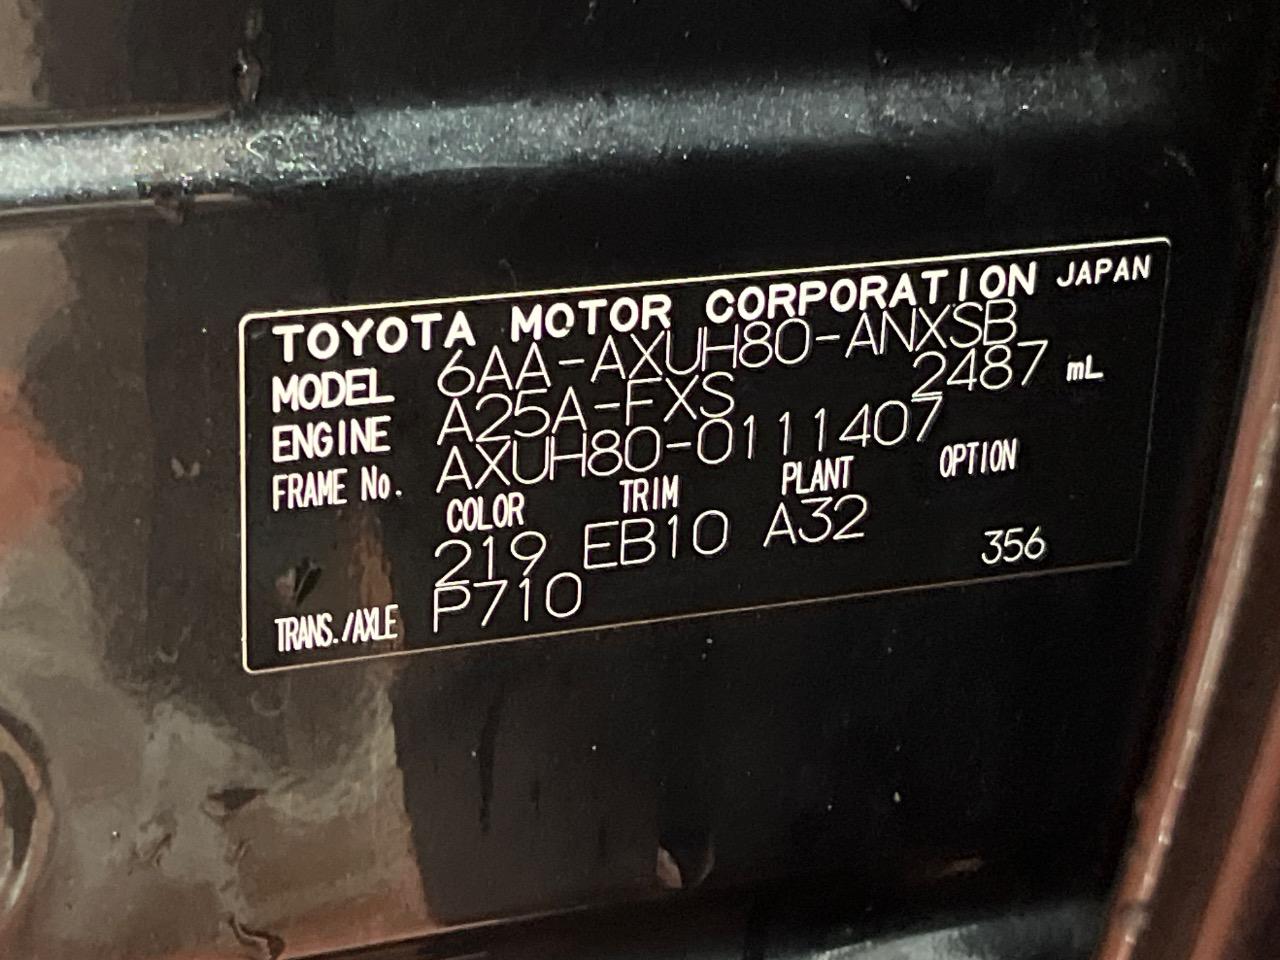 TOYOTA MOTOR CORPORATION JAPAN
MODEL 6AA-AXUH80-ANXSB
ENGINE A25A-FXS 2487 mL
FRAME No. AXUH80-0111407
COLOR TRIM PLANT OPTION
219 EB10 A32 356
TRANS./AXLE P710